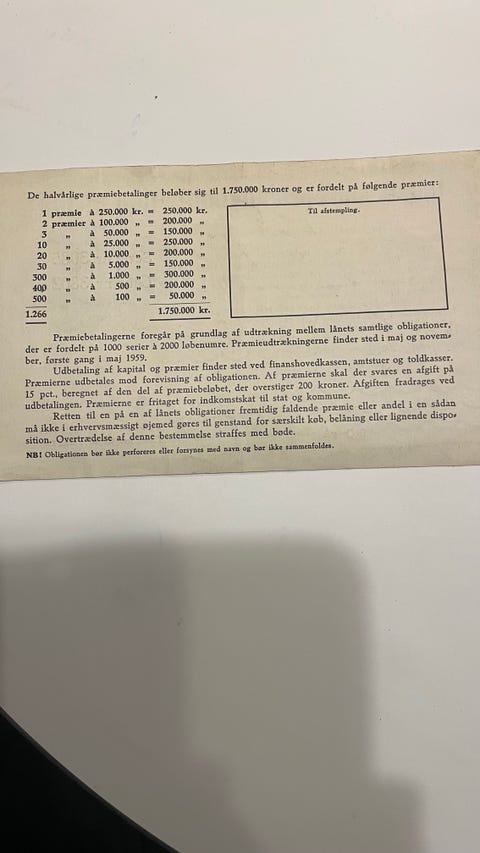 De halvårlige præmiebetalinger beløber sig til 1.750.000 kroner og er fordelt på følgende præmier:
1 præmie à 250.000 kr. = 250.000 kr.
2 præmier à 100.000 „ = 200.000 „
3 „ à 50.000 „ = 150.000 „
10 „ à 25.000 „ = 250.000 „
20 „ à 10.000 „ = 200.000 „
30 „ à 5.000 „ = 150.000 „
300 „ à 1.000 „ = 300.000 „
400 „ à 500 „ = 200.000 „
500 „ à 100 „ = 50.000 „
1.266 1.750.000 kr.
Til afstempling.
Præmiebetalingerne foregår på grundlag af udtrækning mellem lånets samtlige obligationer,
der er fordelt på 1000 serier à 2000 løbenumre. Præmieudtrækningerne finder sted i maj og novem-
ber, første gang i maj 1959.
Udbetaling af kapital og præmier finder sted ved finanshovedkassen, amtstuer og toldkasser.
Præmierne udbetales mod forevisning af obligationen. Af præmierne skal der svares en afgift på
15 pct., beregnet af den del af præmiebeløbet, der overstiger 200 kroner. Afgiften fradrages ved
udbetalingen. Præmierne er fritaget for indkomstskat til stat og kommune.
Retten til en på en af lånets obligationer fremtidig faldende præmie eller andel i en sådan
må ikke i erhvervsmæssigt øjemed gøres til genstand for særskilt køb, belåning eller lignende dispo-
sition. Overtrædelse af denne bestemmelse straffes med bøde.
NB! Obligationen bør ikke perforeres eller forsynes med navn og bør ikke sammenfoldes.